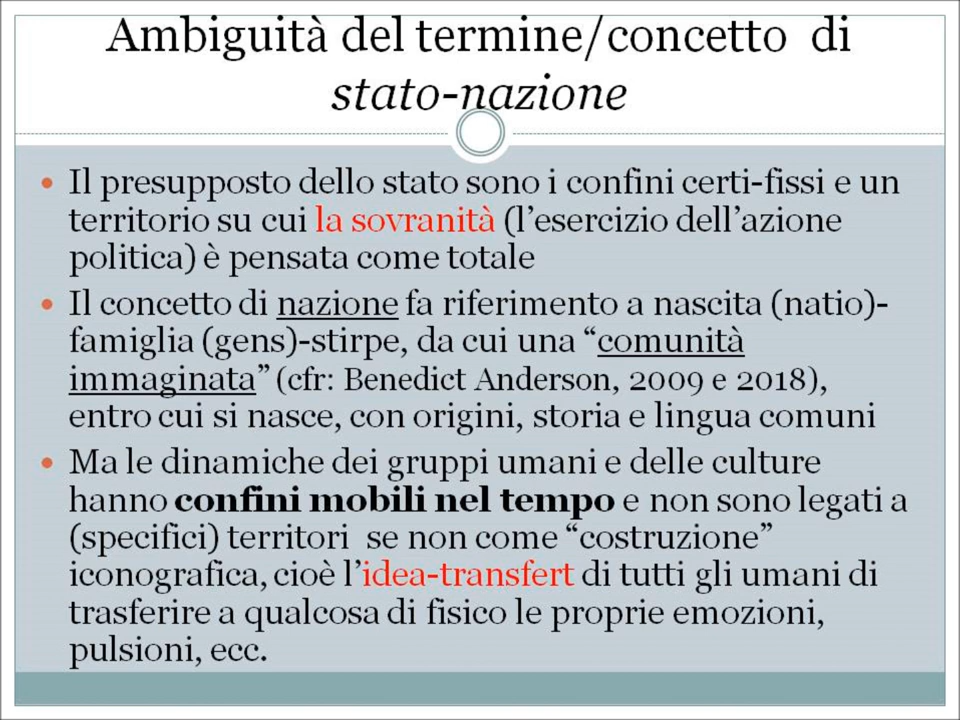 Ambiguità del termine/concetto di
stato-nazione
• Il presupposto dello stato sono i confini certi-fissi e un
territorio su cui la sovranità (l'esercizio dell'azione
politica) è pensata come totale
• Il concetto di nazione fa riferimento a nascita (natio)-
famiglia (gens)-stirpe, da cui una “comunità
immaginata” (cfr: Benedict Anderson, 2009 e 2018),
entro cui si nasce, con origini, storia e lingua comuni
• Ma le dinamiche dei gruppi umani e delle culture
hanno confini mobili nel tempo e non sono legati a
(specifici) territori se non come “costruzione”
iconografica, cioè l'idea-transfert di tutti gli umani di
trasferire a qualcosa di fisico le proprie emozioni,
pulsioni, ecc.